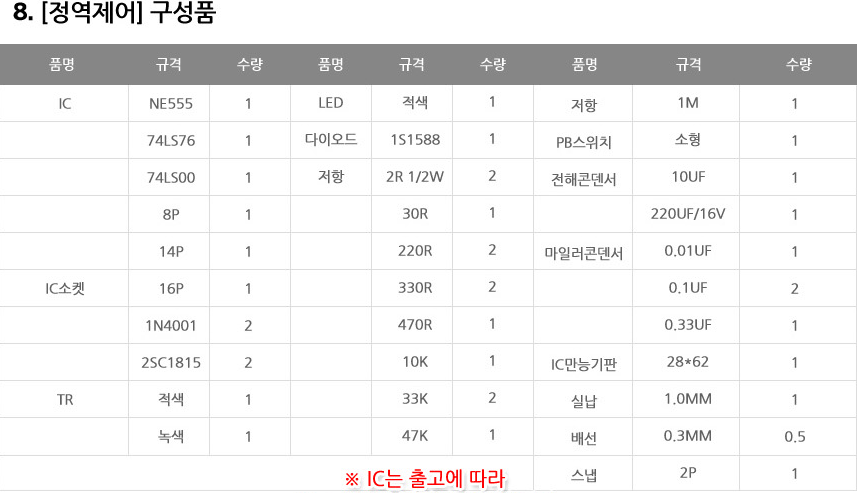 8. [정역제어] 구성품
품명 규격 수량 품명 규격 수량 품명 규격 수량
IC NE555 1 LED 적색 1 저항 1M 1
74LS76 1 다이오드 1S1588 1 PB스위치 소형 1
74LS00 1 저항 2R 1/2W 2 전해콘덴서 10UF 1
8P 1 30R 1 220UF/16V 1
14P 1 220R 2 마일러콘덴서 0.01UF 1
IC소켓 16P 1 330R 2 0.1UF 2
1N4001 2 470R 1 0.33UF 1
2SC1815 2 10K 1 IC만능기판 28*62 1
TR 적색 1 33K 2 실납 1.0MM 1
녹색 1 47K 1 배선 0.3MM 0.5
※ IC는 출고에 따라 스냅 2P 1